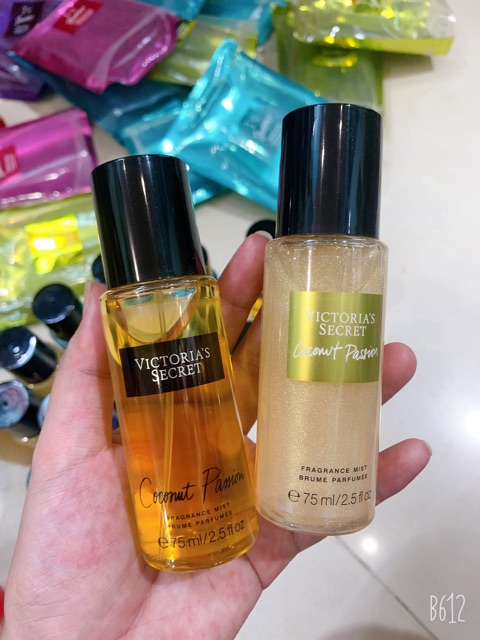 VICTORIA'S
SECRET
Coconut Passion
FRAGRANCE MIST
BRUME PARFUMÉE
℮75 ml/2.5 fl oz
VICTORIA'S
SECRET
Coconut Passion
FRAGRANCE MIST
BRUME PARFUMÉE
℮75 ml/2.5 fl oz
B612